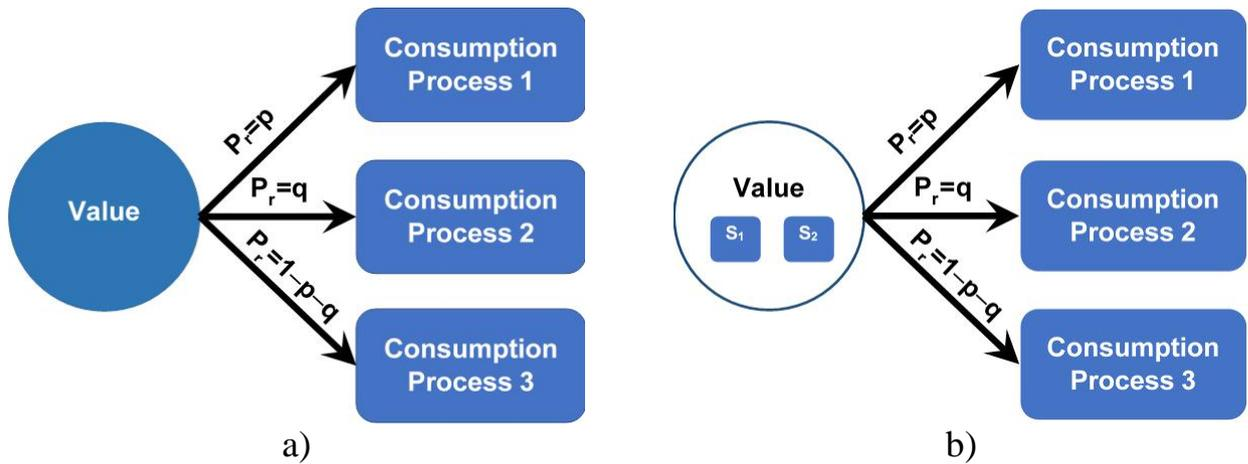 Value
Pᵣ=p
Pᵣ=q
Pᵣ=1–p–q
Consumption
Process 1
Consumption
Process 2
Consumption
Process 3
a)
Value
S₁
S₂
Pᵣ=p
Pᵣ=q
Pᵣ=1–p–q
Consumption
Process 1
Consumption
Process 2
Consumption
Process 3
b)